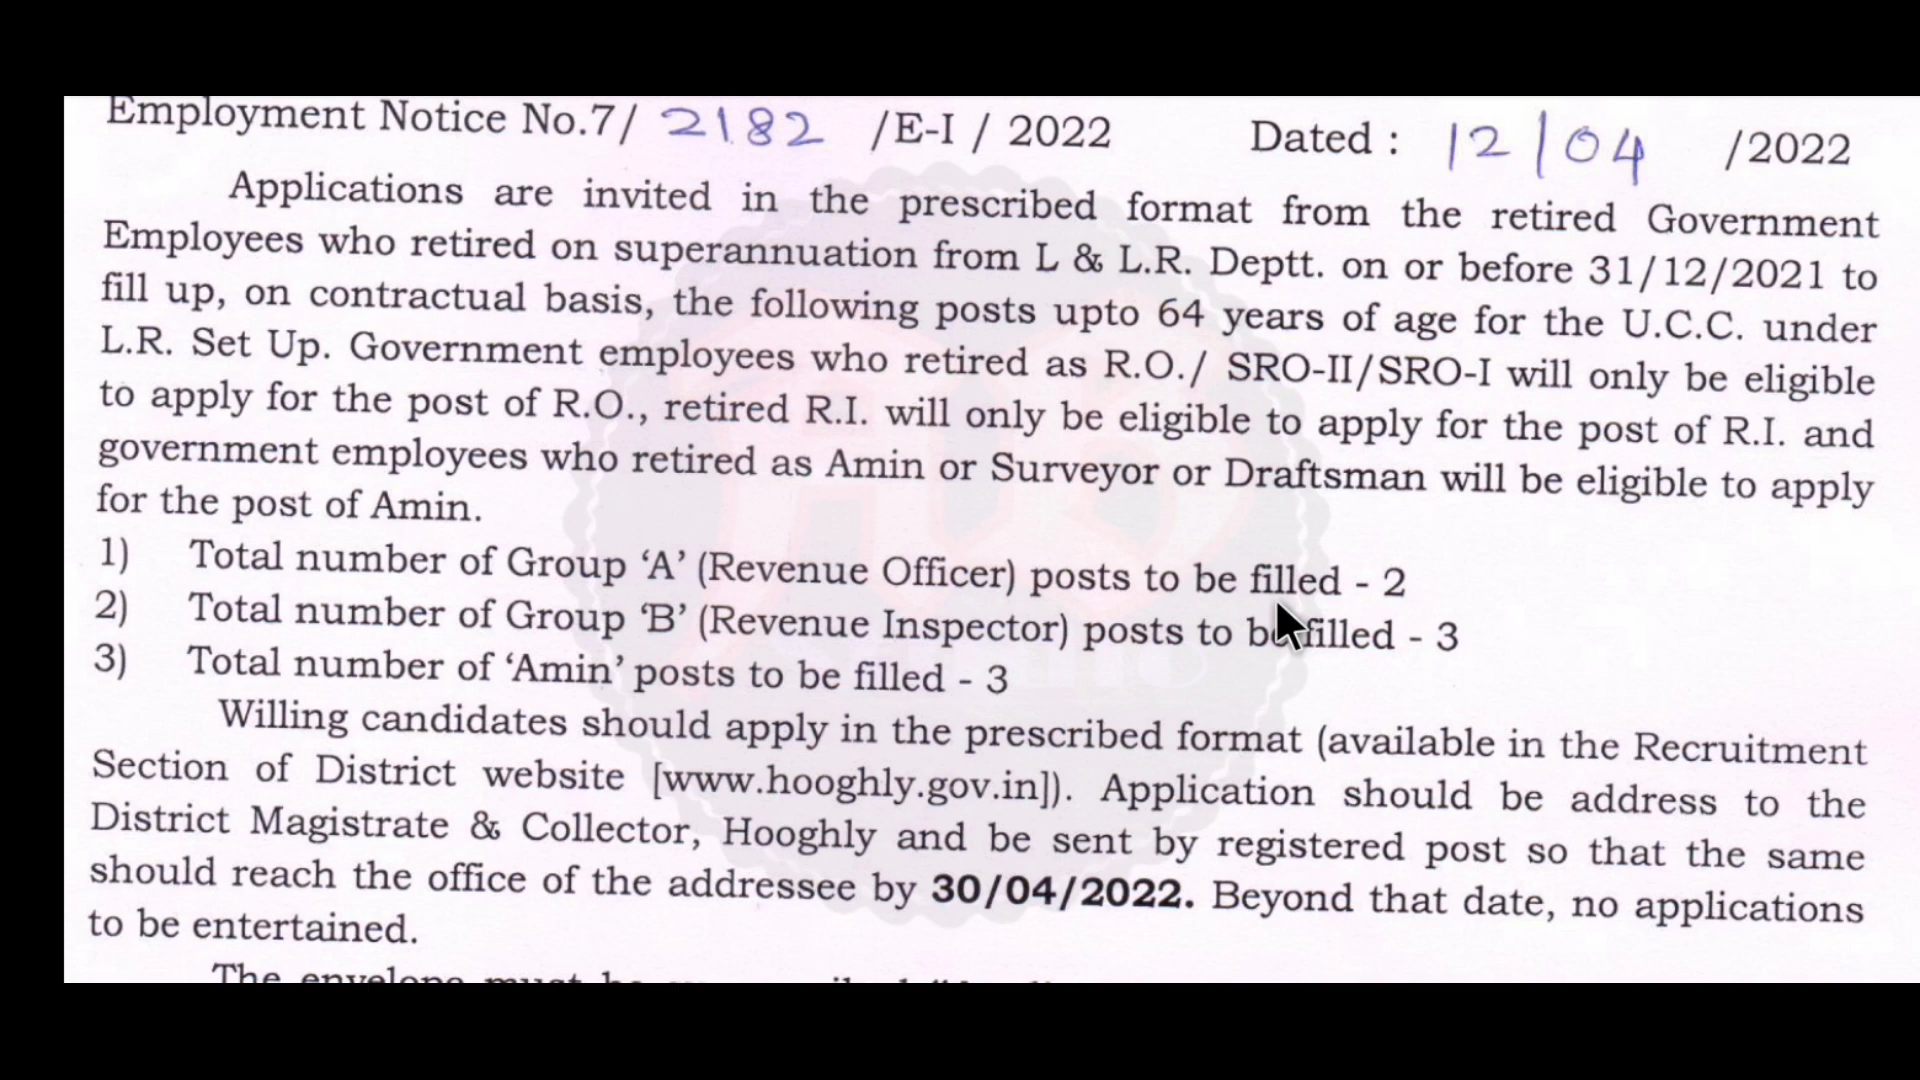 Employment Notice No.7/ 2182 /E-I / 2022 Dated : 12/04 /2022
Applications are invited in the prescribed format from the retired Government
Employees who retired on superannuation from L & L.R. Deptt. on or before 31/12/2021 to
fill up, on contractual basis, the following posts upto 64 years of age for the U.C.C. under
L.R. Set Up. Government employees who retired as R.O./ SRO-II/SRO-I will only be eligible
to apply for the post of R.O., retired R.I. will only be eligible to apply for the post of R.I. and
government employees who retired as Amin or Surveyor or Draftsman will be eligible to apply
for the post of Amin.
1) Total number of Group ‘A’ (Revenue Officer) posts to be filled - 2
2) Total number of Group ‘B’ (Revenue Inspector) posts to be filled - 3
3) Total number of ‘Amin’ posts to be filled - 3
Willing candidates should apply in the prescribed format (available in the Recruitment
Section of District website [www.hooghly.gov.in]). Application should be address to the
District Magistrate & Collector, Hooghly and be sent by registered post so that the same
should reach the office of the addressee by 30/04/2022. Beyond that date, no applications
to be entertained.
The envelope must be